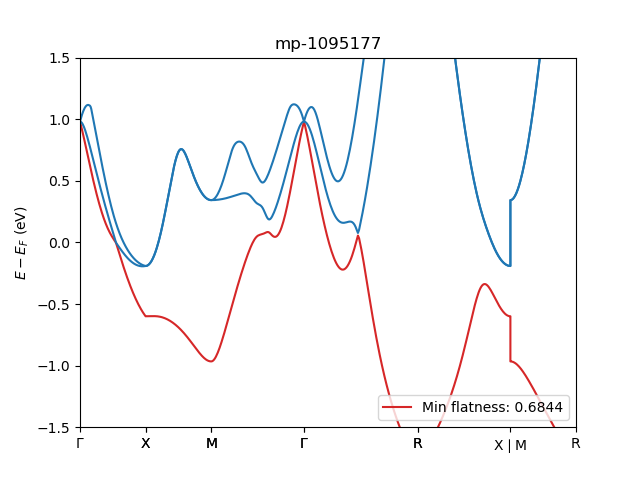 mp-1095177
E − E_F (eV)
1.5
1.0
0.5
0.0
−0.5
−1.0
−1.5
Min flatness: 0.6844
Γ X M Γ R X | M R